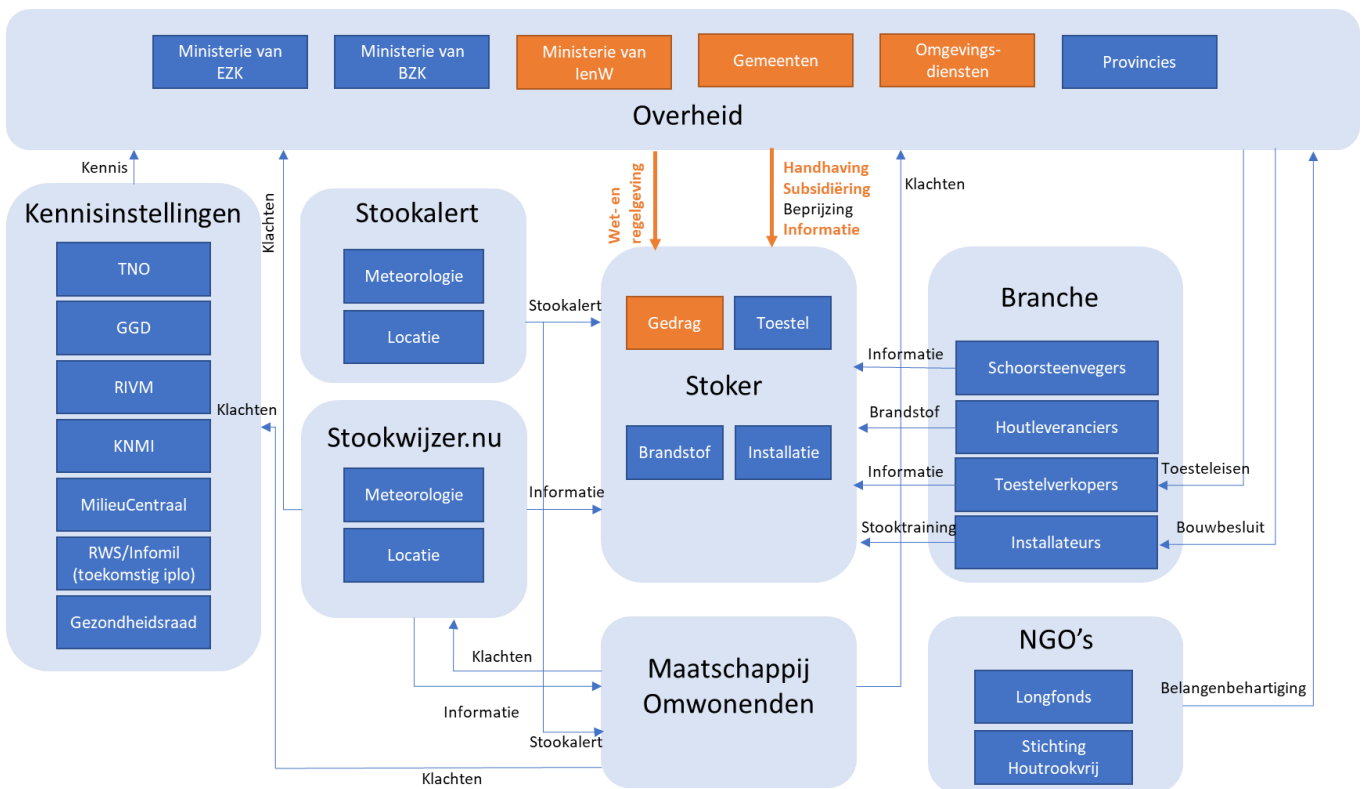 Ministerie van
EZK
Ministerie van
BZK
Ministerie van
IenW
Gemeenten
Omgevings-
diensten
Provincies
Overheid
Kennis
Klachten
Wet- en
regelgeving
Handhaving
Subsidiëring
Beprijzing
Informatie
Klachten
Kennisinstellingen
TNO
GGD
RIVM
KNMI
MilieuCentraal
RWS/Infomil
(toekomstig iplo)
Gezondheidsraad
Klachten
Stookalert
Meteorologie
Locatie
Stookalert
Stookwijzer.nu
Meteorologie
Locatie
Informatie
Gedrag
Toestel
Stoker
Brandstof
Installatie
Informatie
Brandstof
Informatie
Stooktraining
Branche
Schoorsteenvegers
Houtleveranciers
Toestelverkopers
Installateurs
Toesteleisen
Bouwbesluit
Klachten
Informatie
Stookalert
Klachten
Maatschappij
Omwonenden
NGO’s
Longfonds
Stichting
Houtrookvrij
Belangenbehartiging